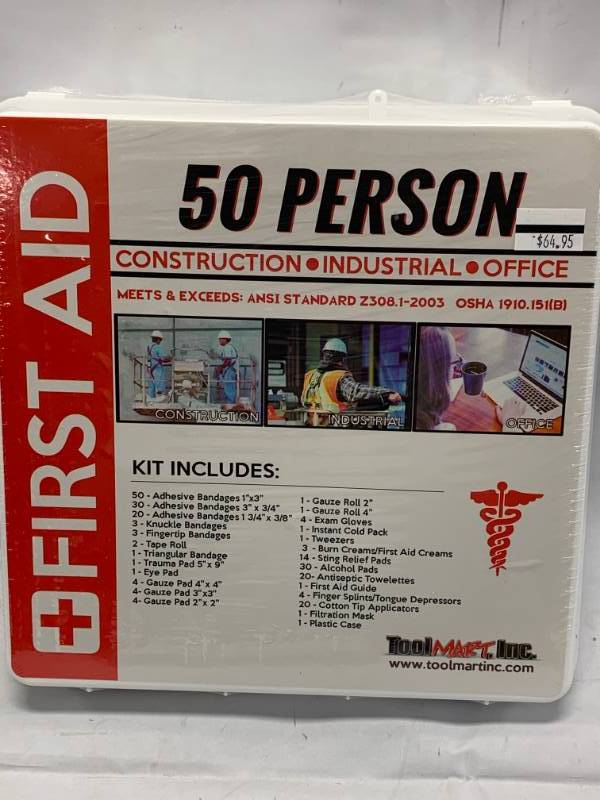 FIRST AID
50 PERSON
$64.95
CONSTRUCTION ● INDUSTRIAL ● OFFICE
MEETS & EXCEEDS: ANSI STANDARD Z308.1-2003 OSHA 1910.151(B)
CONSTRUCTION
INDUSTRIAL
OFFICE
KIT INCLUDES:
50 - Adhesive Bandages 1"x3"
30 - Adhesive Bandages 3" x 3/4"
20 - Adhesive Bandages 1 3/4" x 3/8"
3 - Knuckle Bandages
3 - Fingertip Bandages
2 - Tape Roll
1 - Triangular Bandage
1 - Trauma Pad 5" x 9"
1 - Eye Pad
4 - Gauze Pad 4"x 4"
4- Gauze Pad 3"x3"
4- Gauze Pad 2"x 2"
1 - Gauze Roll 2"
1 - Gauze Roll 4"
4 - Exam Gloves
1 - Instant Cold Pack
1 - Tweezers
3 - Burn Creams/First Aid Creams
14 - Sting Relief Pads
30 - Alcohol Pads
20- Antiseptic Towelettes
1 - First Aid Guide
4 - Finger Splints/Tongue Depressors
20 - Cotton Tip Applicators
1 - Filtration Mask
1 - Plastic Case
ToolMART, Inc.
www.toolmartinc.com